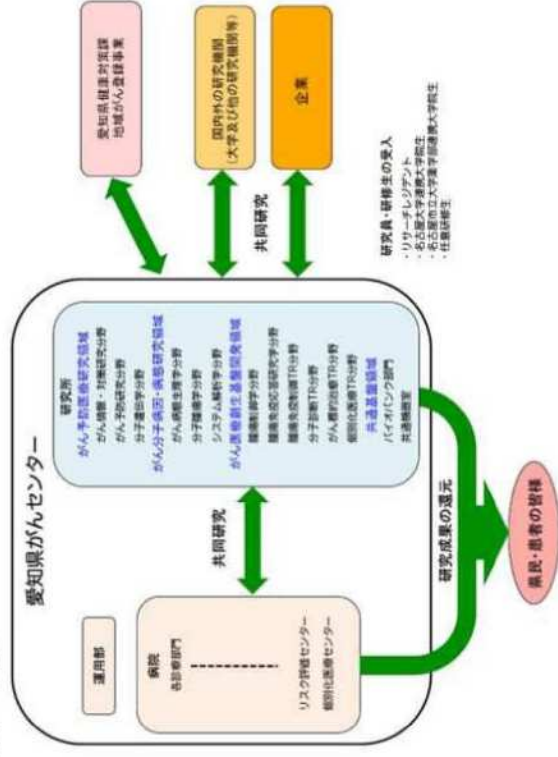 愛知県がんセンター
運用部
病院
各診療部門
リスク評価センター
個別化医療センター
共同研究
研究所
がん予防医療研究領域
がん情報・対策研究分野
がん予防研究分野
分子遺伝学分野
がん分子病因・病態研究領域
がん病態生理学分野
分子腫瘍学分野
システム解析学分野
がん医療創生基盤開発領域
腫瘍制御学分野
腫瘍免疫応答研究学分野
腫瘍免疫制御TR分野
分子診断TR分野
がん標的治療TR分野
個別化医療TR分野
共通基盤領域
バイオバンク部門
共通機器室
愛知県健康対策課
地域がん登録事業
国内外の研究機関
(大学及び他の研究機関等)
共同研究
企業
研究員・研修生の受入
・リサーチレジデント
・名古屋大学連携大学院生
・名古屋市立大学薬学部連携大学院生
・任意研修生
研究成果の還元
県民・患者の皆様